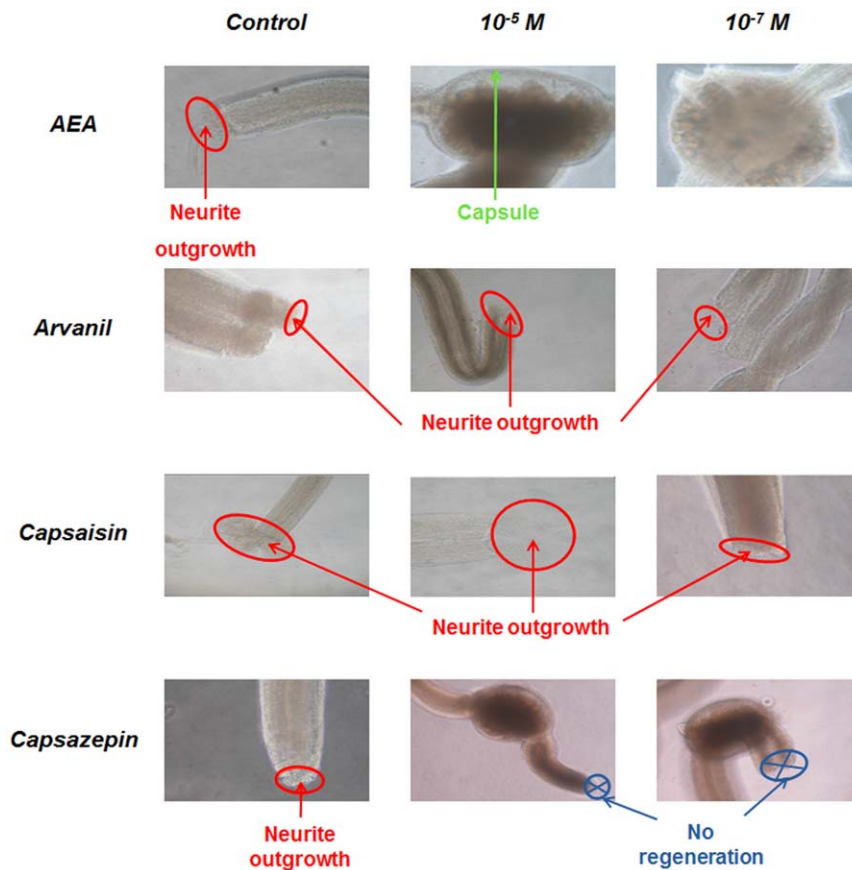 Control 10⁻⁵ M 10⁻⁷ M
AEA
Neurite
outgrowth
Capsule
Arvanil
Neurite outgrowth
Capsaisin
Neurite outgrowth
Capsazepin
Neurite
outgrowth
No
regeneration